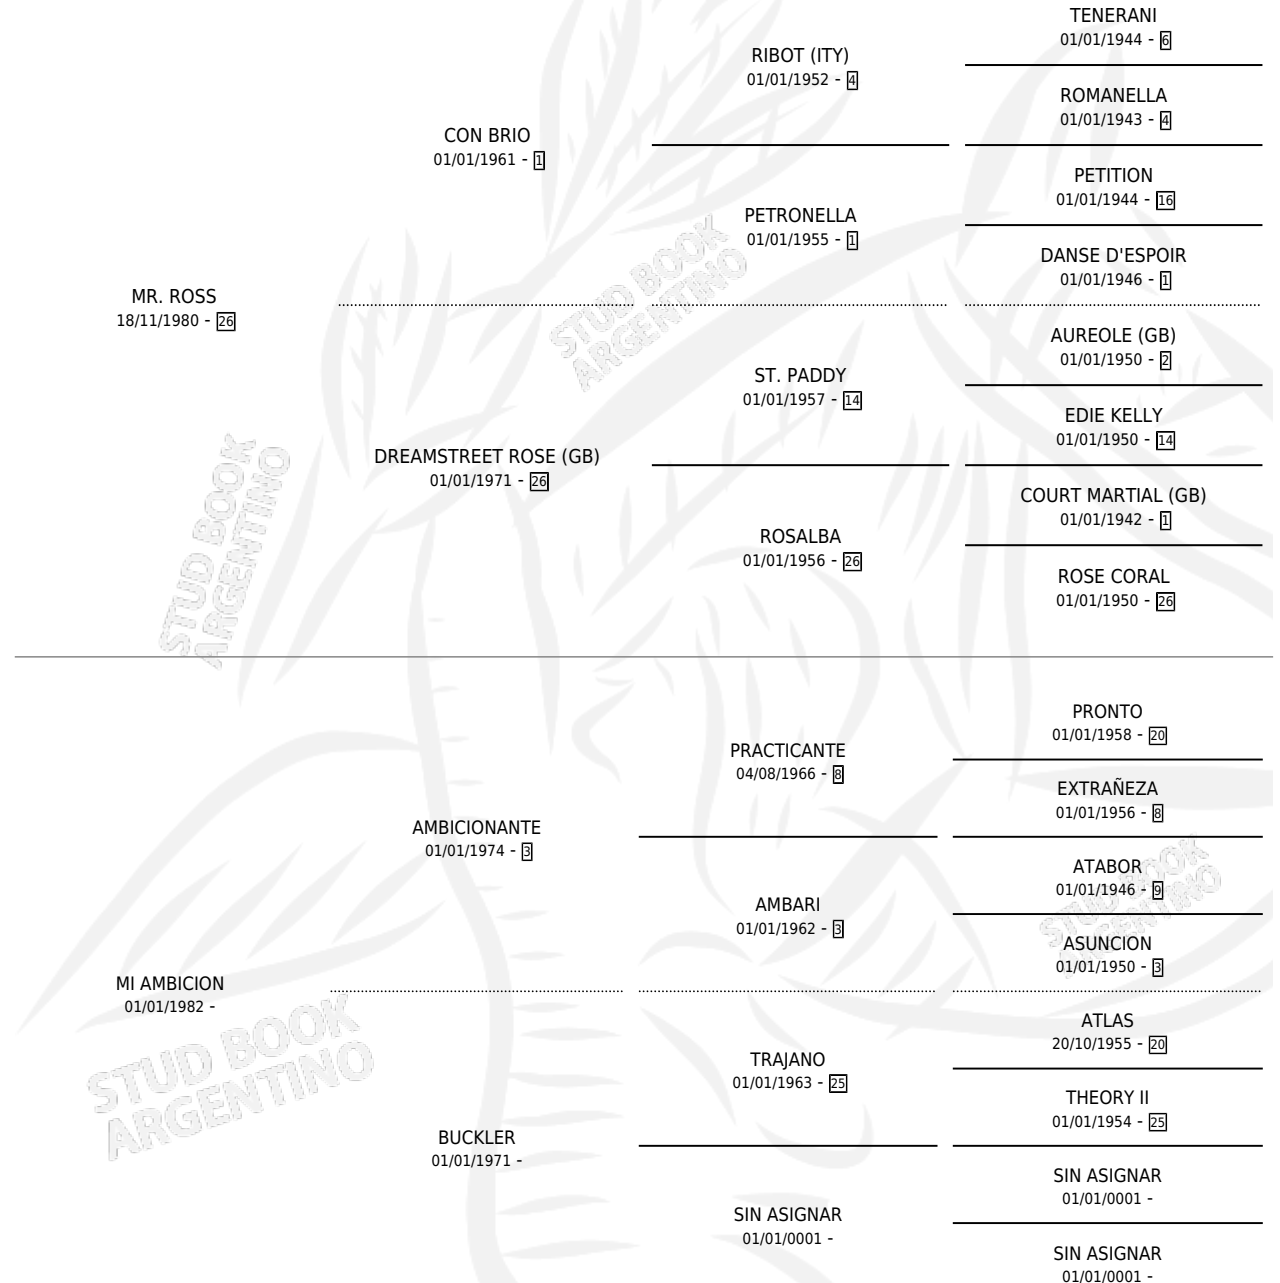 TENERANI
01/01/1944 - 6
RIBOT (ITY)
01/01/1952 - 4
ROMANELLA
01/01/1943 - 4
CON BRIO
01/01/1961 - 1
PETITION
01/01/1944 - 16
PETRONELLA
01/01/1955 - 1
DANSE D'ESPOIR
01/01/1946 - 1
MR. ROSS
18/11/1980 - 26
AUREOLE (GB)
01/01/1950 - 2
ST. PADDY
01/01/1957 - 14
EDIE KELLY
01/01/1950 - 14
DREAMSTREET ROSE (GB)
01/01/1971 - 26
COURT MARTIAL (GB)
01/01/1942 - 1
ROSALBA
01/01/1956 - 26
ROSE CORAL
01/01/1950 - 26
PRONTO
01/01/1958 - 20
PRACTICANTE
04/08/1966 - 8
EXTRAÑEZA
01/01/1956 - 8
AMBICIONANTE
01/01/1974 - 3
ATABOR
01/01/1946 - 9
AMBARI
01/01/1962 - 3
ASUNCION
01/01/1950 - 3
MI AMBICION
01/01/1982 -
ATLAS
20/10/1955 - 20
TRAJANO
01/01/1963 - 25
THEORY II
01/01/1954 - 25
BUCKLER
01/01/1971 -
SIN ASIGNAR
01/01/0001 -
SIN ASIGNAR
01/01/0001 -
SIN ASIGNAR
01/01/0001 -
STUD BOOK
ARGENTINO
STUD BOOK
ARGENTINO
STUD BOOK
ARGENTINO
STUD BOOK
ARGENTINO